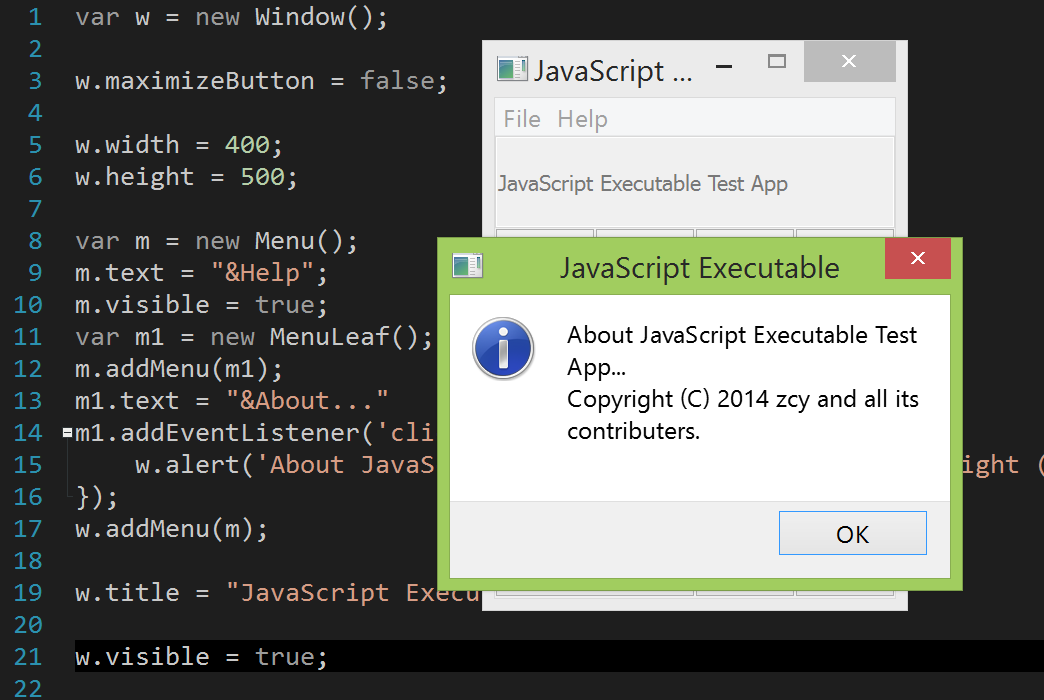 1 var w = new Window();
2
3 w.maximizeButton = false;
4
5 w.width = 400;
6 w.height = 500;
7
8 var m = new Menu();
9 m.text = "&Help";
10 m.visible = true;
11 var m1 = new MenuLeaf();
12 m.addMenu(m1);
13 m1.text = "&About..."
14 m1.addEventListener('cli
15 w.alert('About JavaS
ight (
16 });
17 w.addMenu(m);
18
19 w.title = "JavaScript Execu
20
21 w.visible = true;
22
JavaScript ...
File Help
JavaScript Executable Test App
JavaScript Executable
About JavaScript Executable Test
App...
Copyright (C) 2014 zcy and all its
contributers.
OK